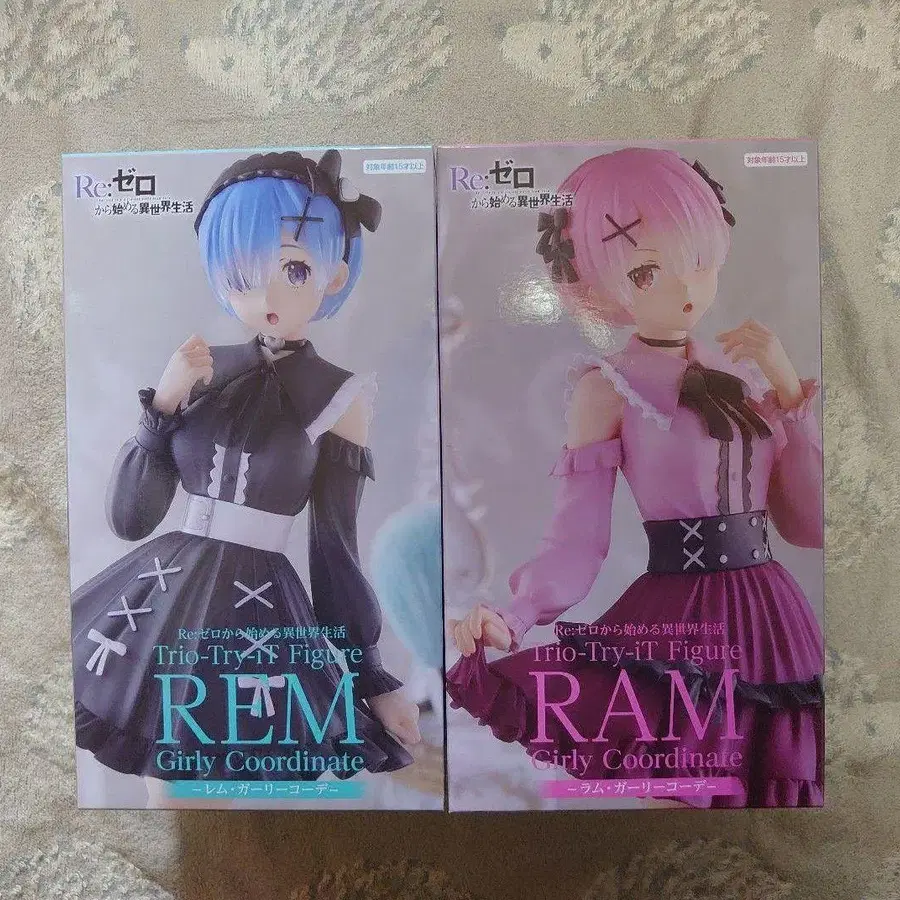 Re:ゼロ
から始める異世界生活
対象年齢15才以上
Re:ゼロから始める異世界生活
Trio-Try-iT Figure
REM
Girly Coordinate
−レム・ガーリーコーデ−
Re:ゼロ
から始める異世界生活
対象年齢15才以上
Re:ゼロから始める異世界生活
Trio-Try-iT Figure
RAM
Girly Coordinate
−ラム・ガーリーコーデ−